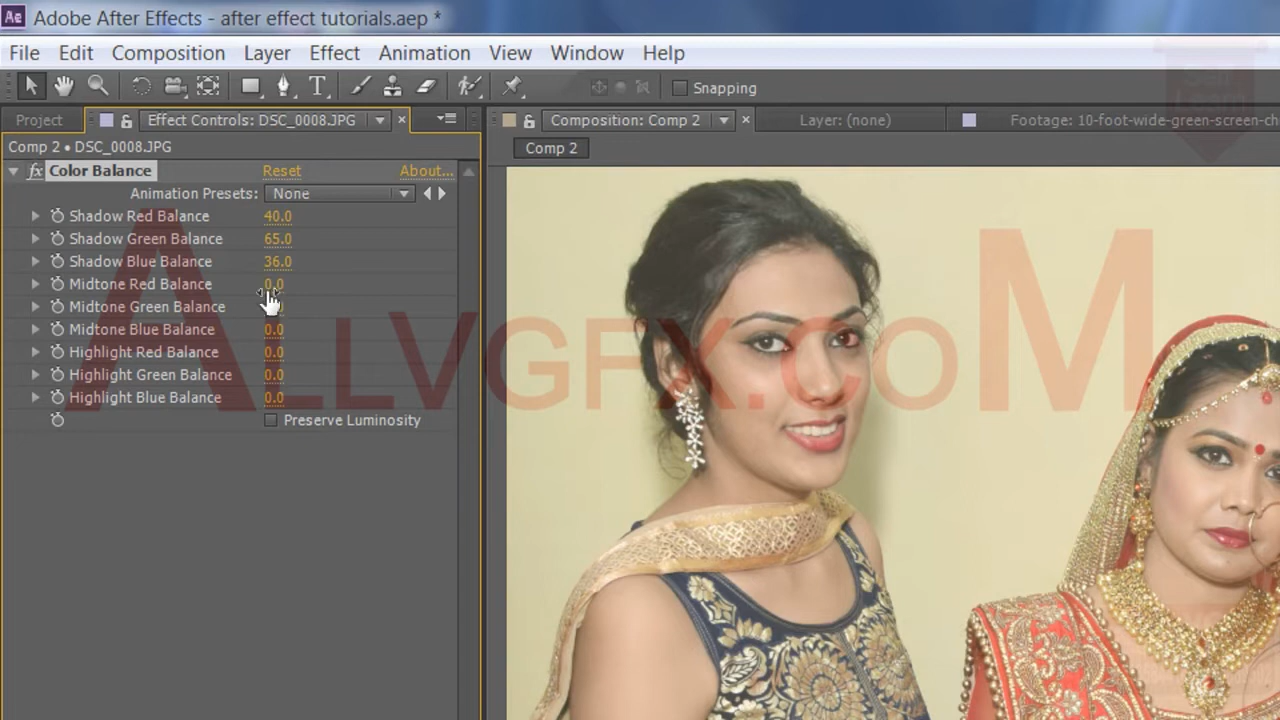 Ae Adobe After Effects - after effect tutorials.aep *
File Edit Composition Layer Effect Animation View Window Help
T Snapping
Project Effect Controls: DSC_0008.JPG × Composition: Comp 2 × Layer: (none) Footage: 10-foot-wide-green-screen-ch
Comp 2 • DSC_0008.JPG
Comp 2
fx Color Balance Reset About...
Animation Presets: None
Shadow Red Balance 40.0
Shadow Green Balance 65.0
Shadow Blue Balance 36.0
Midtone Red Balance 0.0
Midtone Green Balance
Midtone Blue Balance 0.0
Highlight Red Balance 0.0
Highlight Green Balance 0.0
Highlight Blue Balance 0.0
Preserve Luminosity
ALLVGFX.COM